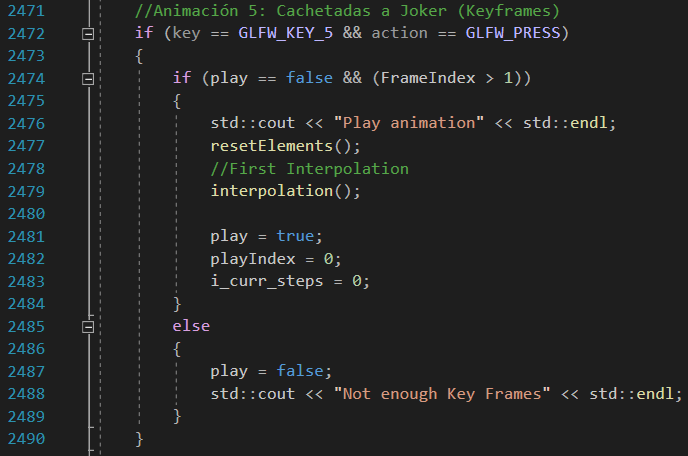 2471 //Animación 5: Cachetadas a Joker (Keyframes)
2472 if (key == GLFW_KEY_5 && action == GLFW_PRESS)
2473 {
2474 if (play == false && (FrameIndex > 1))
2475 {
2476 std::cout << "Play animation" << std::endl;
2477 resetElements();
2478 //First Interpolation
2479 interpolation();
2480
2481 play = true;
2482 playIndex = 0;
2483 i_curr_steps = 0;
2484 }
2485 else
2486 {
2487 play = false;
2488 std::cout << "Not enough Key Frames" << std::endl;
2489 }
2490 }